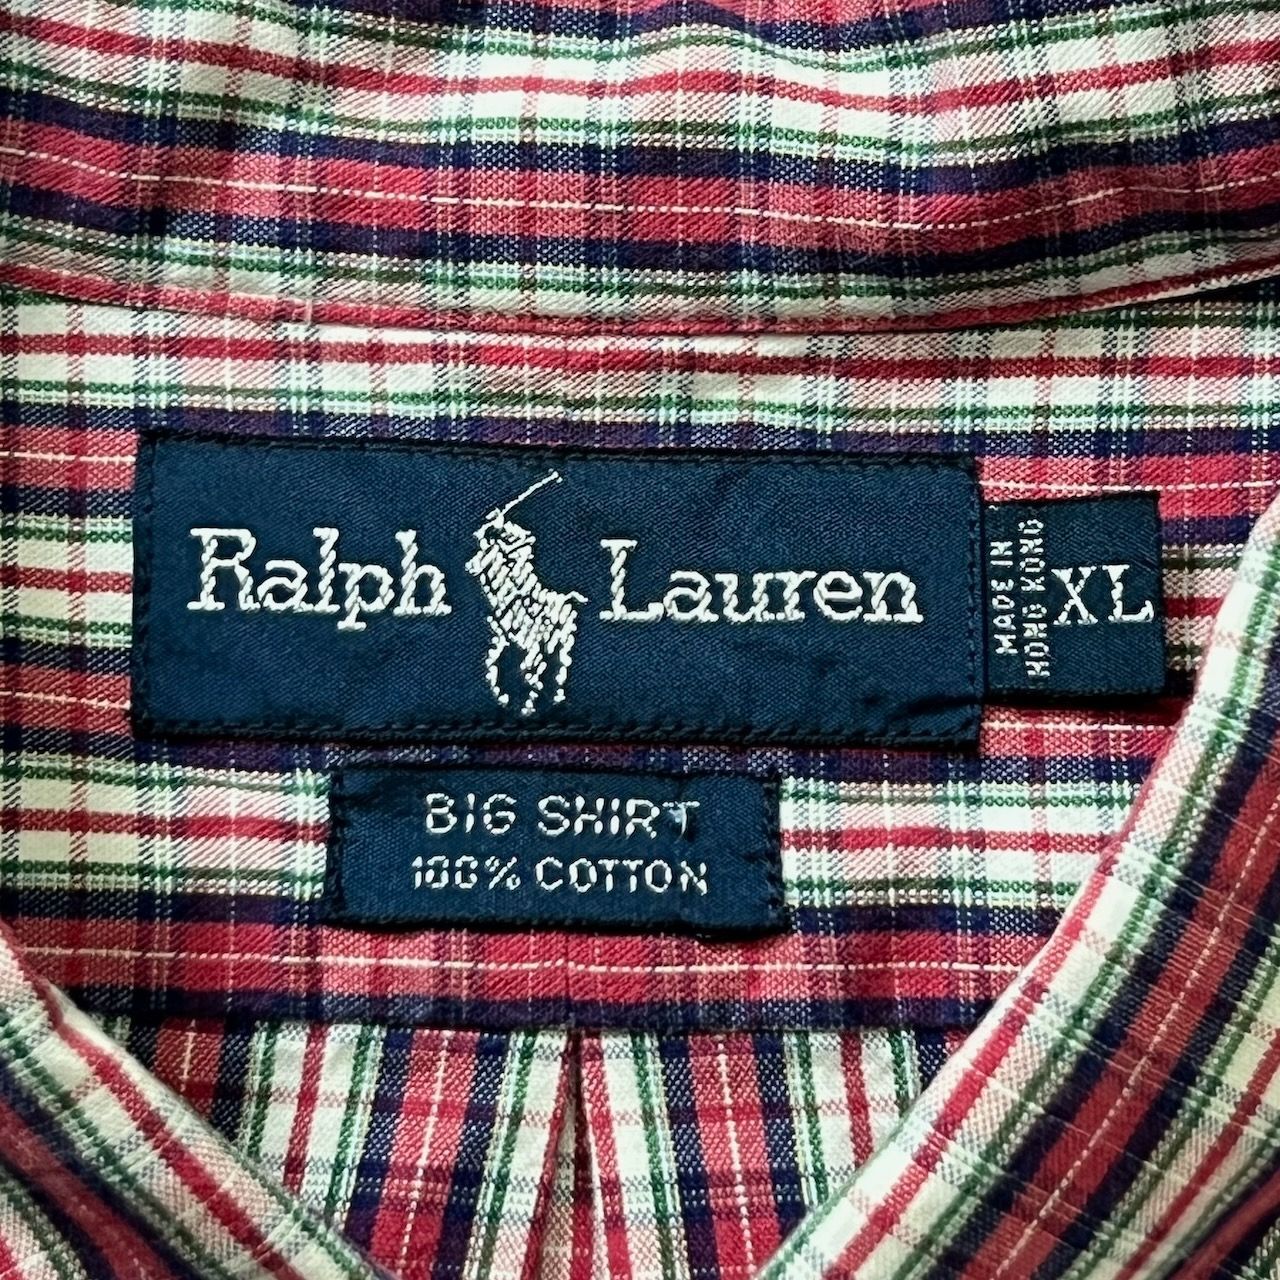 Ralph Lauren
MADE IN
HONG KONG
XL
BIG SHIRT
100% COTTON